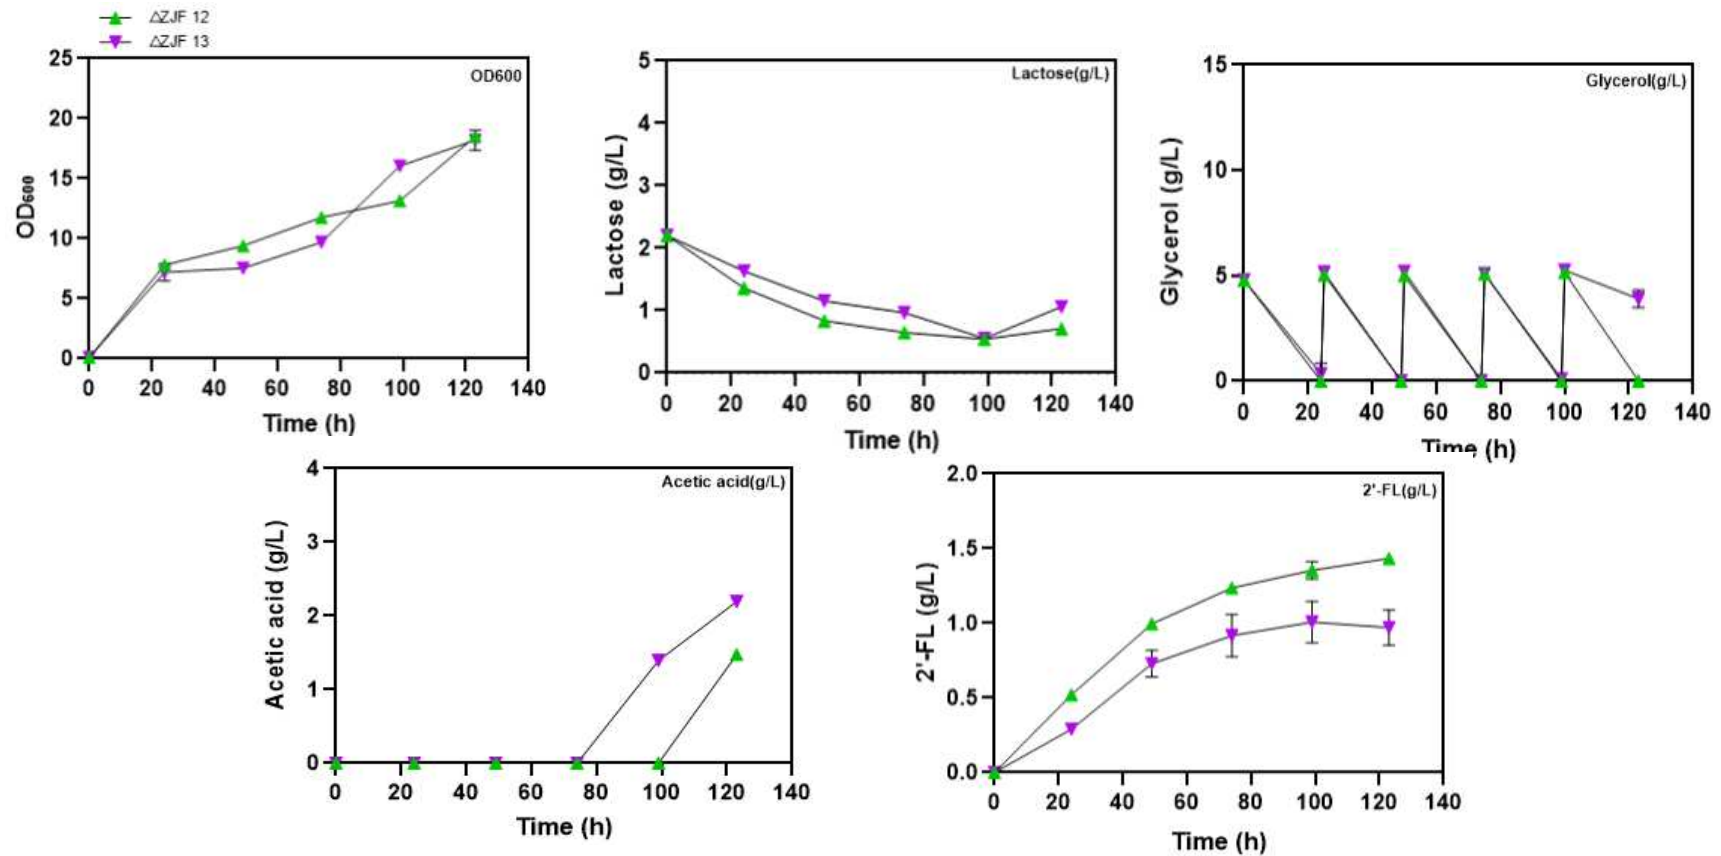 △ZJF 12
△ZJF 13
OD600
OD600
25
20
15
10
5
0
0 20 40 60 80 100 120 140
Time (h)
Lactose(g/L)
Lactose (g/L)
5
4
3
2
1
0
0 20 40 60 80 100 120 140
Time (h)
Glycerol(g/L)
Glycerol (g/L)
15
10
5
0
0 20 40 60 80 100 120 140
Time (h)
Acetic acid(g/L)
Acetic acid (g/L)
4
3
2
1
0
0 20 40 60 80 100 120 140
Time (h)
2'-FL(g/L)
2'-FL (g/L)
2.0
1.5
1.0
0.5
0.0
0 20 40 60 80 100 120 140
Time (h)